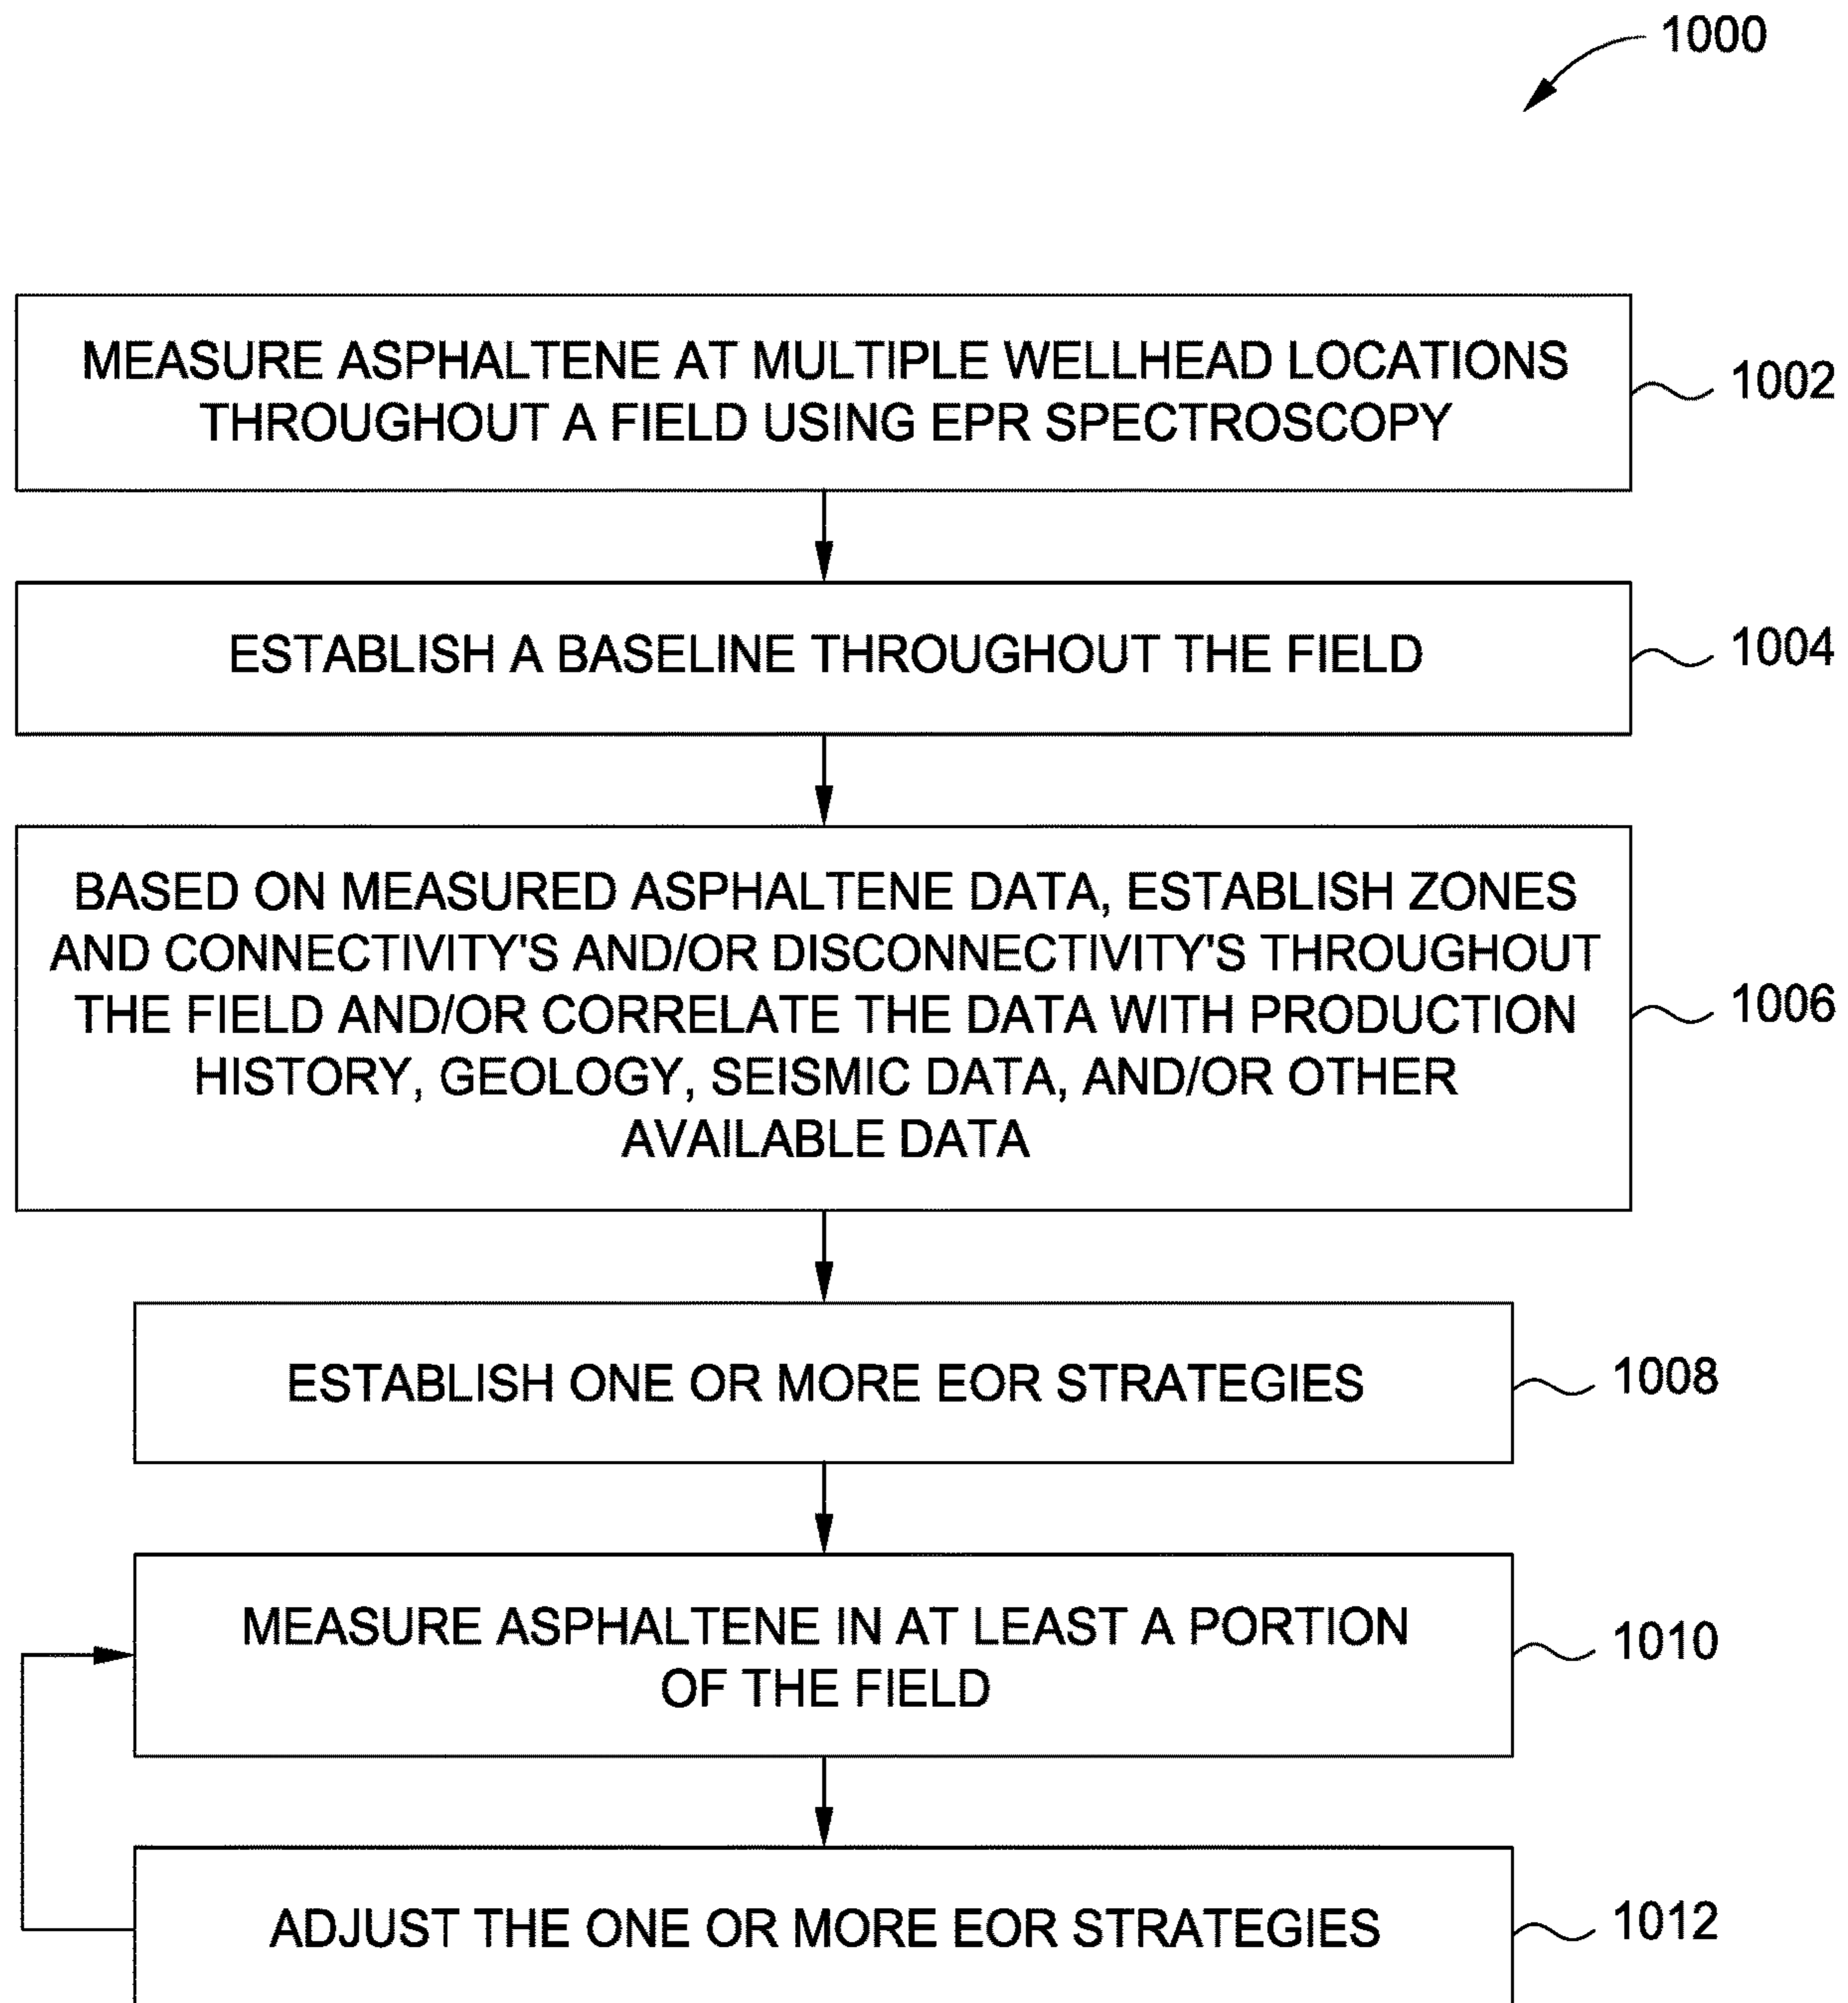 1000
MEASURE ASPHALTENE AT MULTIPLE WELLHEAD LOCATIONS
THROUGHOUT A FIELD USING EPR SPECTROSCOPY
1002
ESTABLISH A BASELINE THROUGHOUT THE FIELD
1004
BASED ON MEASURED ASPHALTENE DATA, ESTABLISH ZONES
AND CONNECTIVITY'S AND/OR DISCONNECTIVITY'S THROUGHOUT
THE FIELD AND/OR CORRELATE THE DATA WITH PRODUCTION
HISTORY, GEOLOGY, SEISMIC DATA, AND/OR OTHER
AVAILABLE DATA
1006
ESTABLISH ONE OR MORE EOR STRATEGIES
1008
MEASURE ASPHALTENE IN AT LEAST A PORTION
OF THE FIELD
1010
ADJUST THE ONE OR MORE EOR STRATEGIES
1012